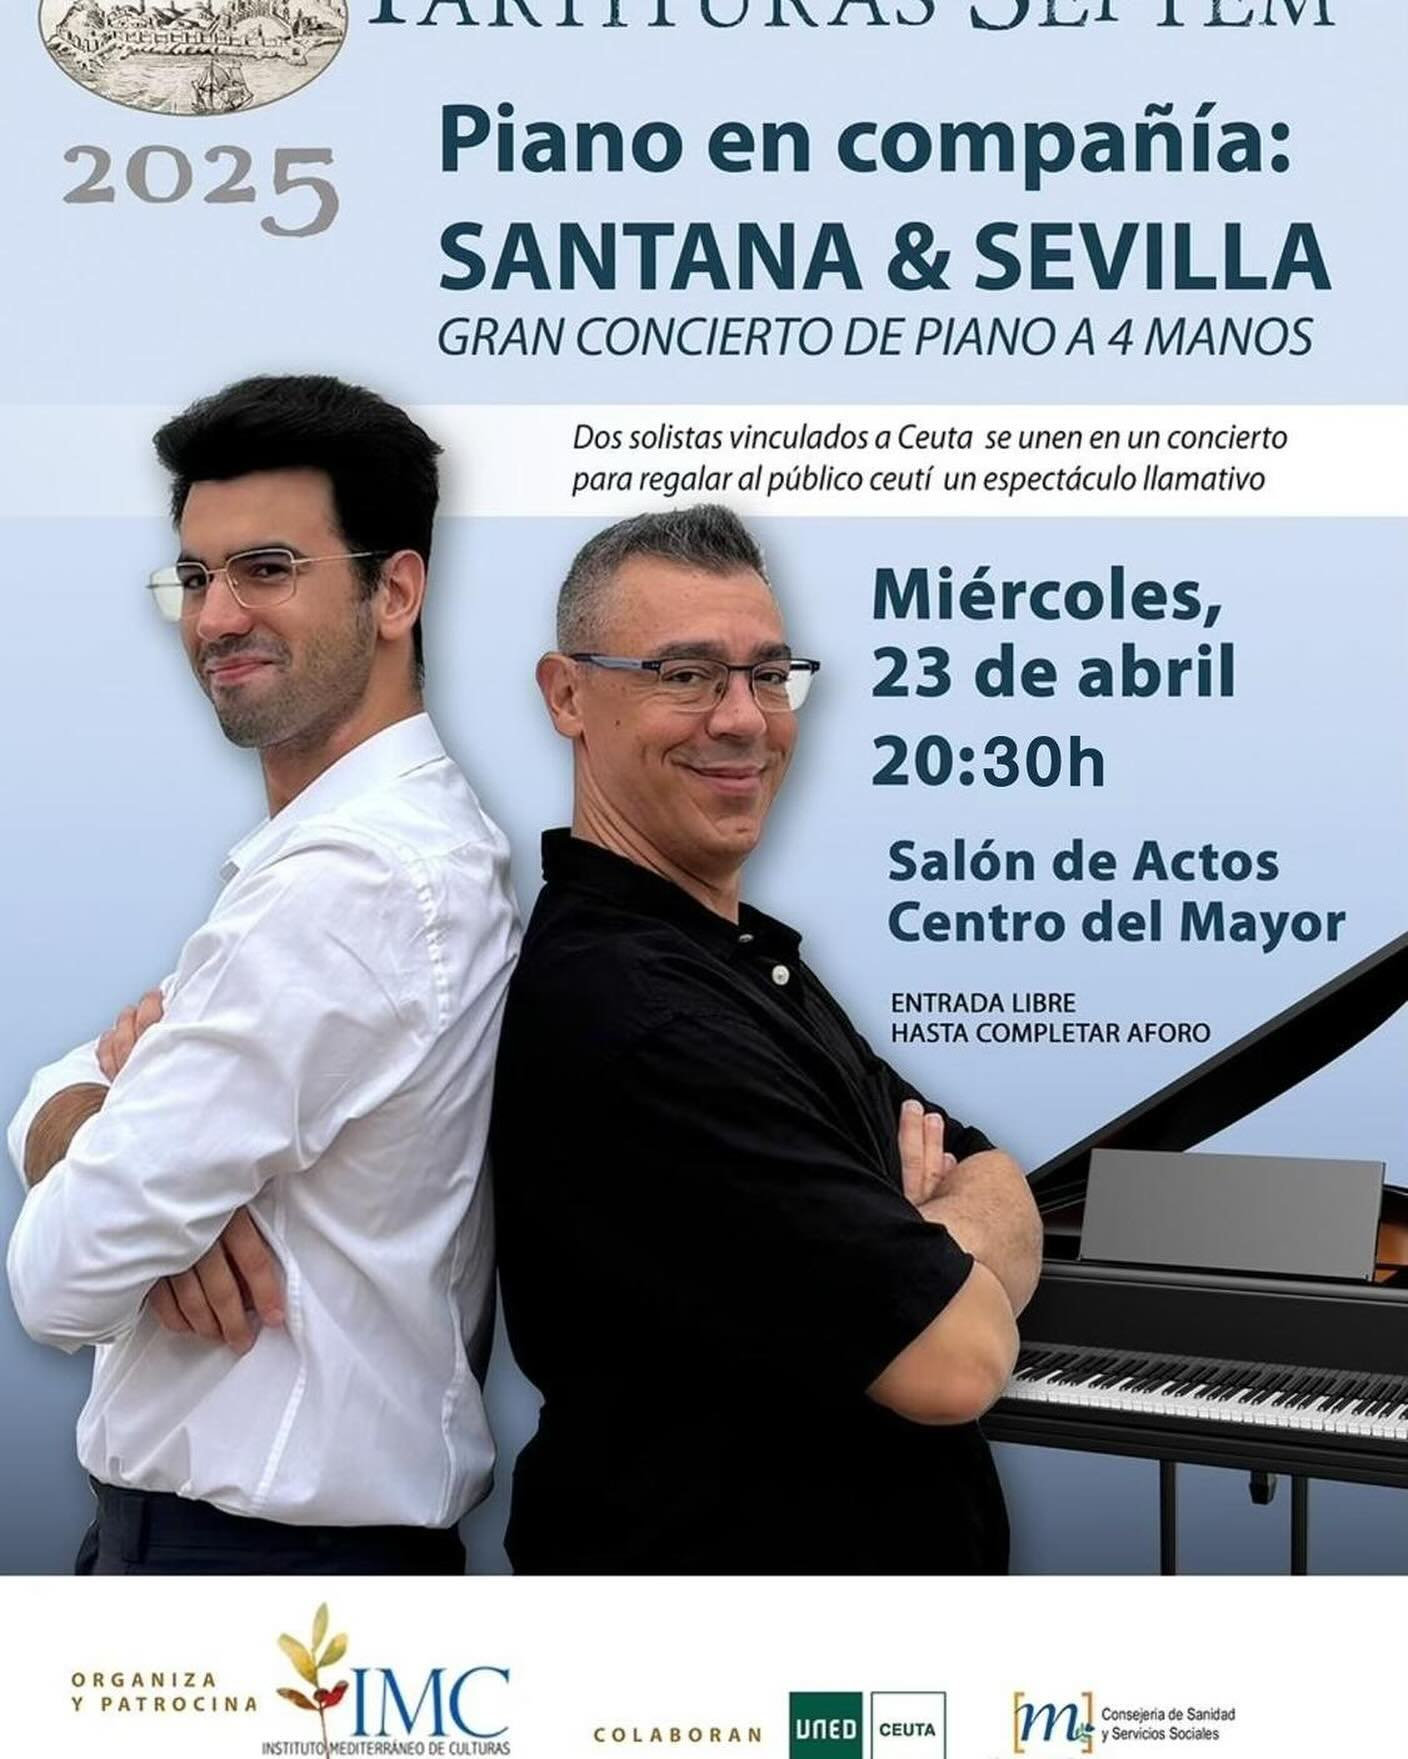 PARTITURAS SEPTEM
2025
Piano en compañía:
SANTANA & SEVILLA
GRAN CONCIERTO DE PIANO A 4 MANOS
Dos solistas vinculados a Ceuta se unen en un concierto
para regalar al público ceutí un espectáculo llamativo
Miércoles,
23 de abril
20:30h
Salón de Actos
Centro del Mayor
ENTRADA LIBRE
HASTA COMPLETAR AFORO
ORGANIZA
Y PATROCINA
IMC
INSTITUTO MEDITERRÁNEO DE CULTURAS
COLABORAN
UNED
CEUTA
m
Consejería de Sanidad
y Servicios Sociales